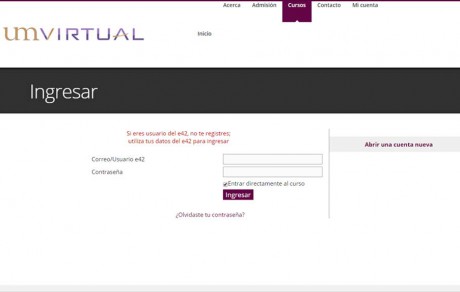 Acerca Admisión Cursos Contacto Mi cuenta
umVIRTUAL
Inicio
Ingresar
Si eres usuario del e42, no te registres;
utiliza tus datos del e42 para ingresar
Abrir una cuenta nueva
Correo/Usuario e42
Contraseña
Entrar directamente al curso
Ingresar
¿Olvidaste tu contraseña?